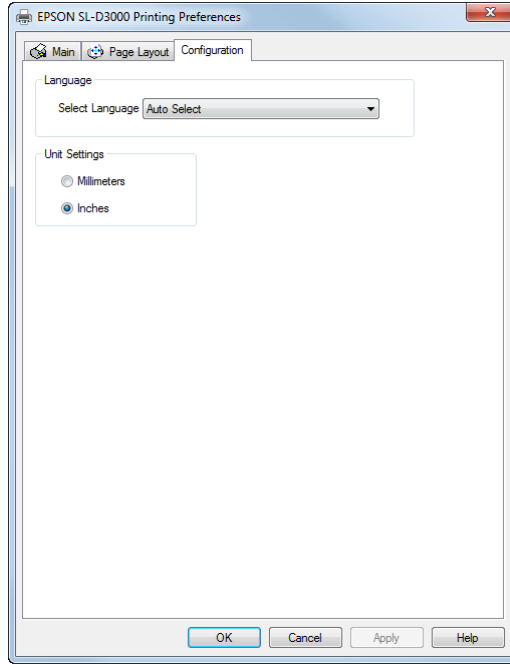 EPSON SL-D3000 Printing Preferences
Main Page Layout Configuration
Language
Select Language Auto Select
Unit Settings
Millimeters
Inches
OK Cancel Apply Help